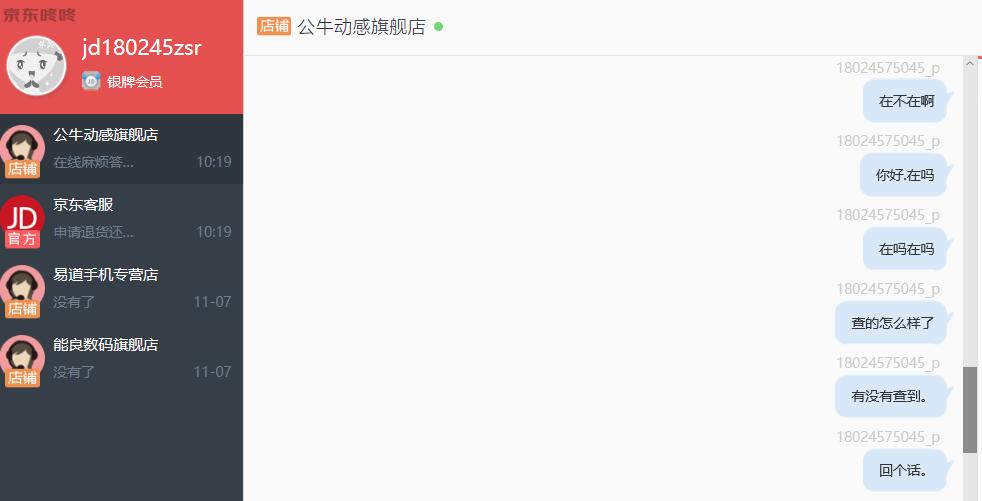 京东咚咚
jd180245zsr
JD 银牌会员
公牛动感旗舰店
在线麻烦答... 10:19
店铺
京东客服
JD
申请退货还... 10:19
官方
易道手机专营店
没有了 11-07
店铺
能良数码旗舰店
没有了 11-07
店铺
店铺 公牛动感旗舰店
18024575045_p
在不在啊
18024575045_p
你好.在吗
18024575045_p
在吗在吗
18024575045_p
查的怎么样了
18024575045_p
有没有查到。
18024575045_p
回个话。